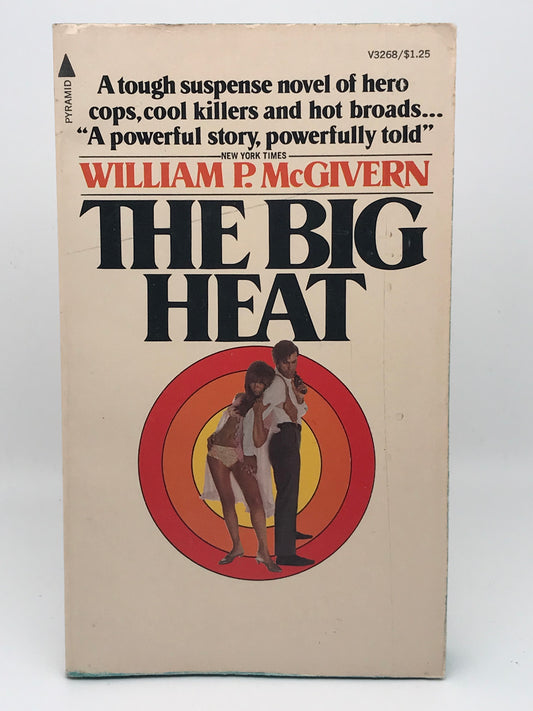 V3268/$1.25
PYRAMID
A tough suspense novel of hero
cops, cool killers and hot broads...
"A powerful story, powerfully told"
NEW YORK TIMES
WILLIAM P. McGIVERN
THE BIG
HEAT